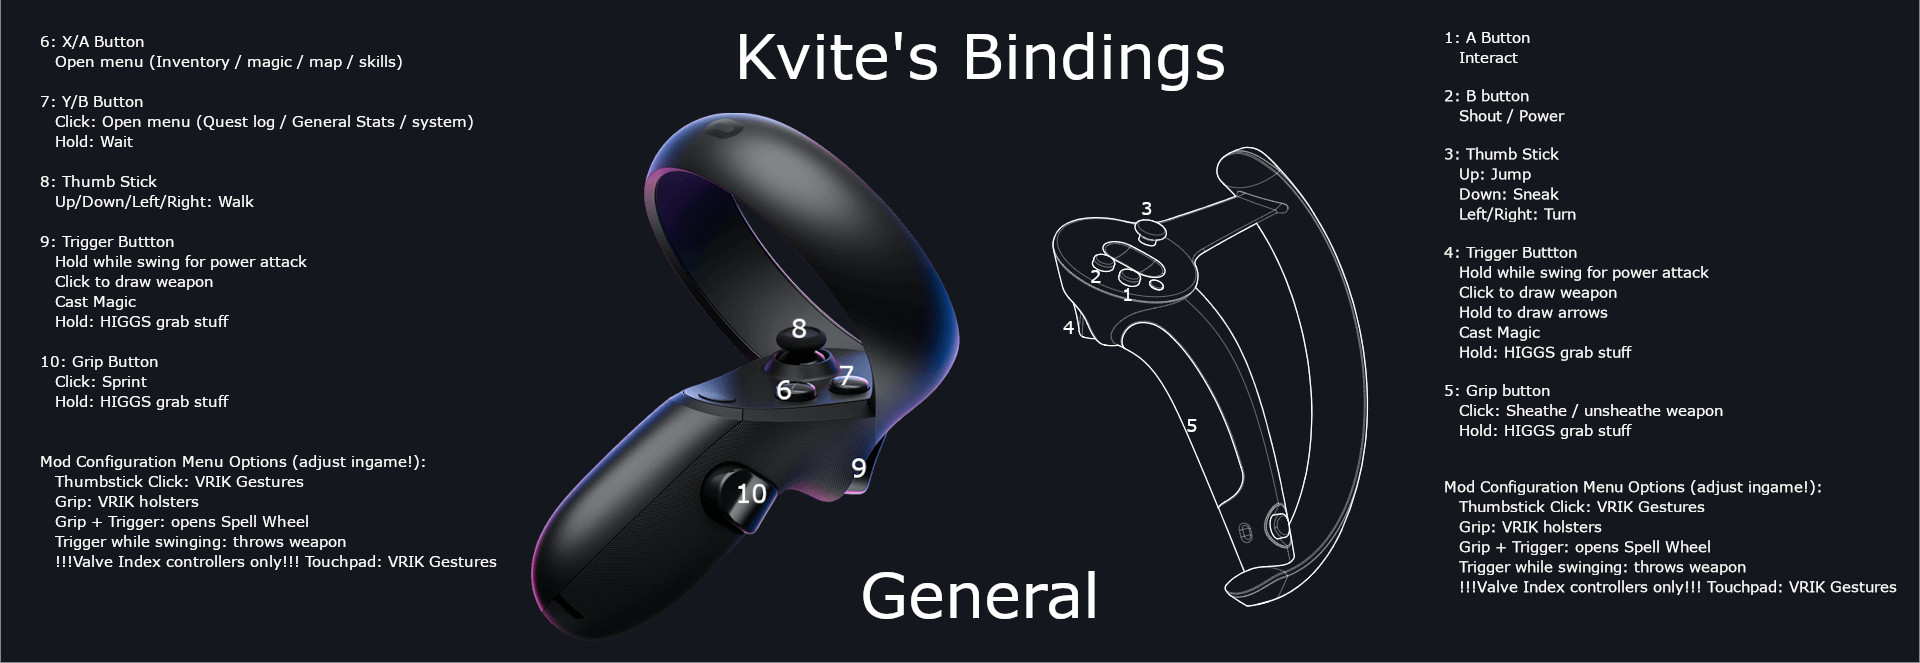 Kvite's Bindings
6: X/A Button
Open menu (Inventory / magic / map / skills)
7: Y/B Button
Click: Open menu (Quest log / General Stats / system)
Hold: Wait
8: Thumb Stick
Up/Down/Left/Right: Walk
9: Trigger Buttton
Hold while swing for power attack
Click to draw weapon
Cast Magic
Hold: HIGGS grab stuff
10: Grip Button
Click: Sprint
Hold: HIGGS grab stuff
Mod Configuration Menu Options (adjust ingame!):
Thumbstick Click: VRIK Gestures
Grip: VRIK holsters
Grip + Trigger: opens Spell Wheel
Trigger while swinging: throws weapon
!!!Valve Index controllers only!!! Touchpad: VRIK Gestures
8
7
6
9
10
3
2
1
4
5
General
1: A Button
Interact
2: B button
Shout / Power
3: Thumb Stick
Up: Jump
Down: Sneak
Left/Right: Turn
4: Trigger Buttton
Hold while swing for power attack
Click to draw weapon
Hold to draw arrows
Cast Magic
Hold: HIGGS grab stuff
5: Grip button
Click: Sheathe / unsheathe weapon
Hold: HIGGS grab stuff
Mod Configuration Menu Options (adjust ingame!):
Thumbstick Click: VRIK Gestures
Grip: VRIK holsters
Grip + Trigger: opens Spell Wheel
Trigger while swinging: throws weapon
!!!Valve Index controllers only!!! Touchpad: VRIK Gestures